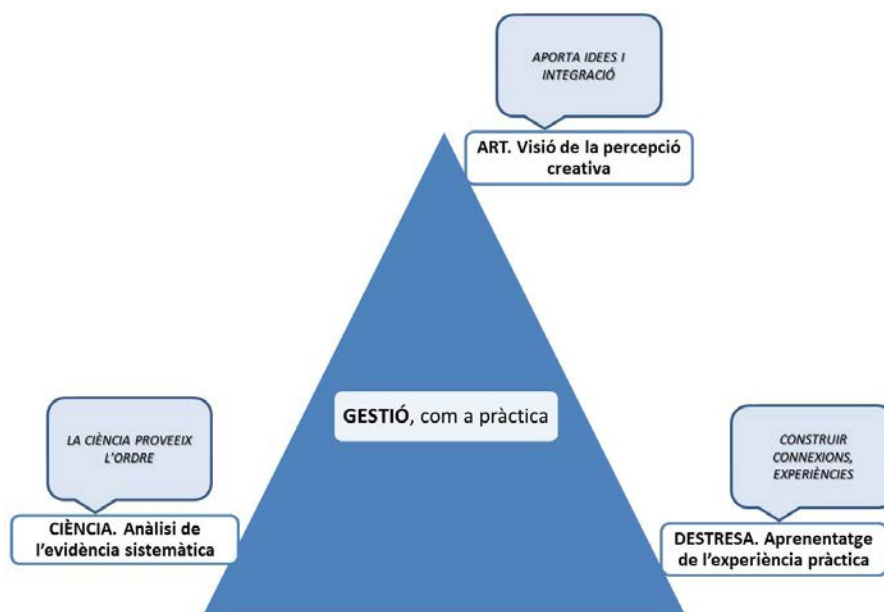 APORTA IDEES I
INTEGRACIÓ
ART. Visió de la percepció
creativa
GESTIÓ, com a pràctica
LA CIÈNCIA PROVEEIX
L'ORDRE
CIÈNCIA. Anàlisi de
l'evidència sistemàtica
CONSTRUIR
CONNEXIONS,
EXPERIÈNCIES
DESTRESA. Aprenentatge
de l'experiència pràctica